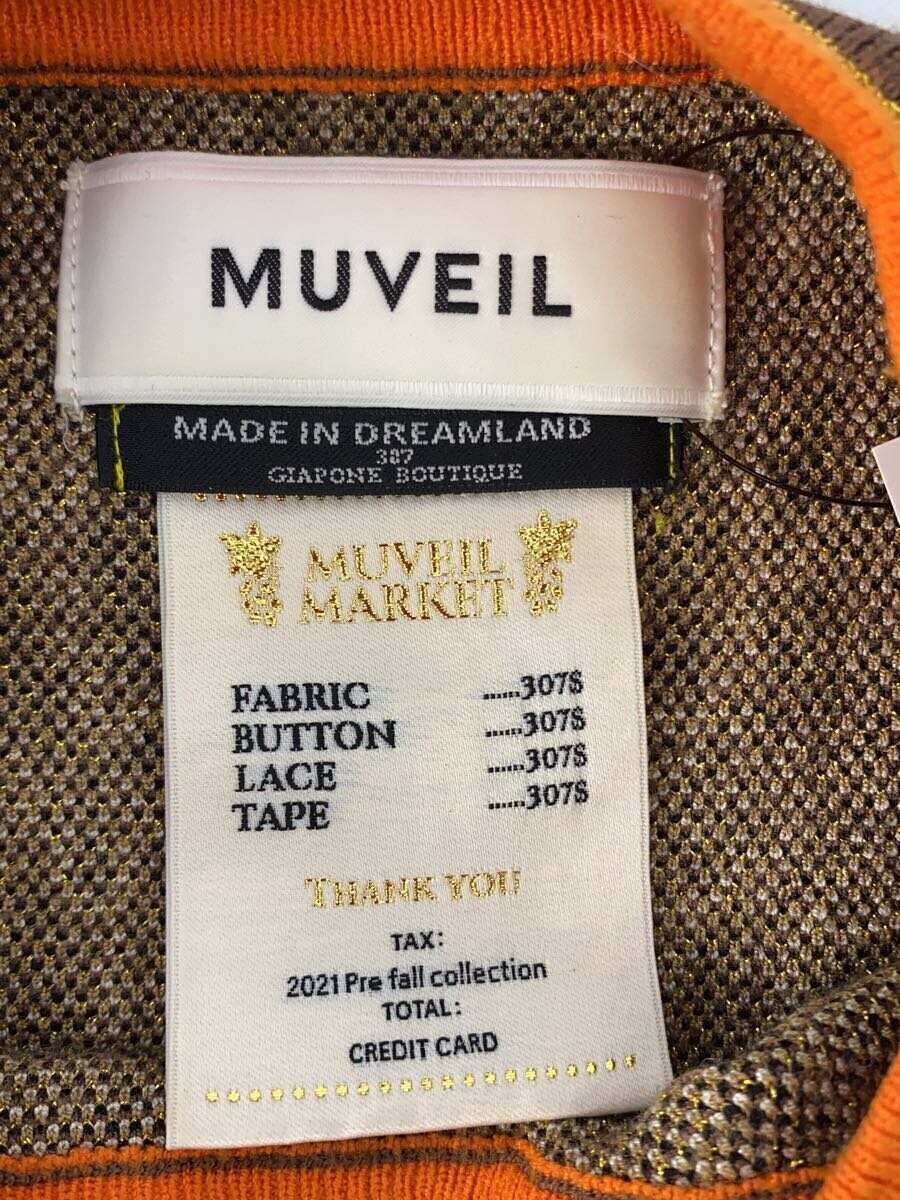 MUVEIL
MADE IN DREAMLAND
307
GIAPONE BOUTIQUE
MUVEIL
MARKET
FABRIC ......307$
BUTTON ......307$
LACE ......307$
TAPE ......307$
THANK YOU
TAX:
2021 Pre fall collection
TOTAL:
CREDIT CARD